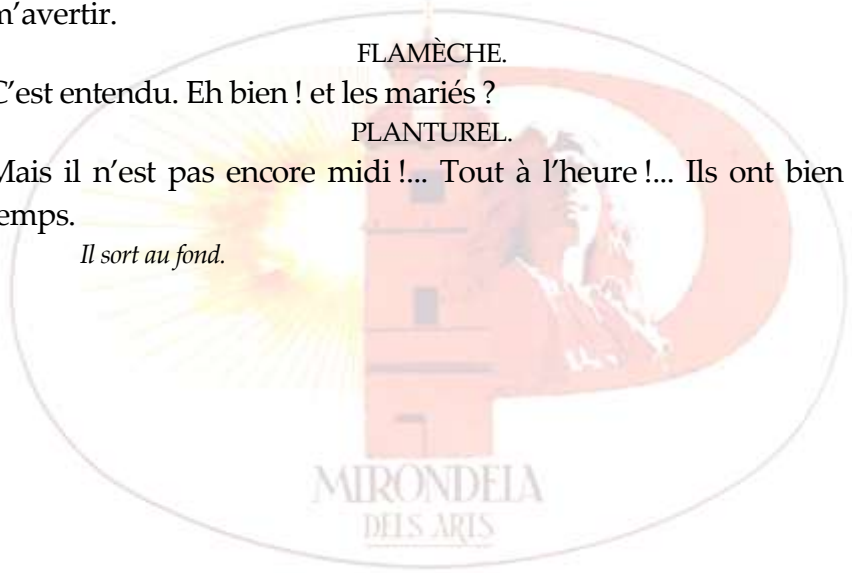 m’avertir.
FLAMÈCHE.
C’est entendu. Eh bien ! et les mariés ?
PLANTUREL.
Mais il n’est pas encore midi !... Tout à l’heure !... Ils ont bien
temps.
Il sort au fond.
MIRONDELA
DELS ARTS